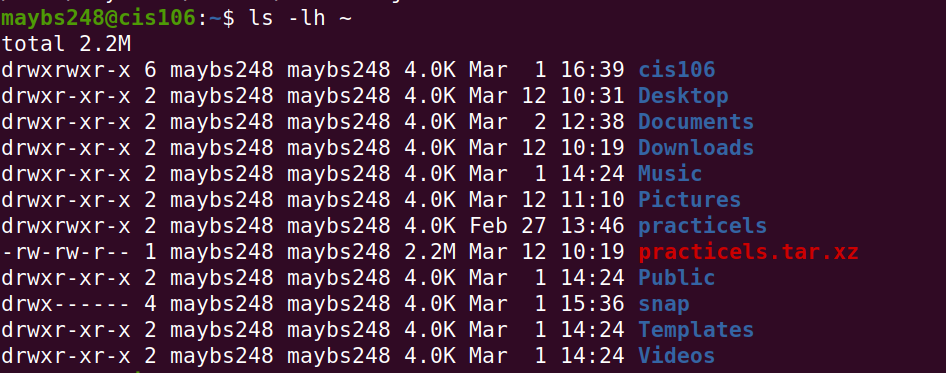 maybs248@cis106:~$ ls -lh ~
total 2.2M
drwxrwxr-x 6 maybs248 maybs248 4.0K Mar  1 16:39 cis106
drwxr-xr-x 2 maybs248 maybs248 4.0K Mar 12 10:31 Desktop
drwxr-xr-x 2 maybs248 maybs248 4.0K Mar  2 12:38 Documents
drwxr-xr-x 2 maybs248 maybs248 4.0K Mar 12 10:19 Downloads
drwxr-xr-x 2 maybs248 maybs248 4.0K Mar  1 14:24 Music
drwxr-xr-x 2 maybs248 maybs248 4.0K Mar 12 11:10 Pictures
drwxrwxr-x 2 maybs248 maybs248 4.0K Feb 27 13:46 practicels
-rw-rw-r-- 1 maybs248 maybs248 2.2M Mar 12 10:19 practicels.tar.xz
drwxr-xr-x 2 maybs248 maybs248 4.0K Mar  1 14:24 Public
drwx------ 4 maybs248 maybs248 4.0K Mar  1 15:36 snap
drwxr-xr-x 2 maybs248 maybs248 4.0K Mar  1 14:24 Templates
drwxr-xr-x 2 maybs248 maybs248 4.0K Mar  1 14:24 Videos